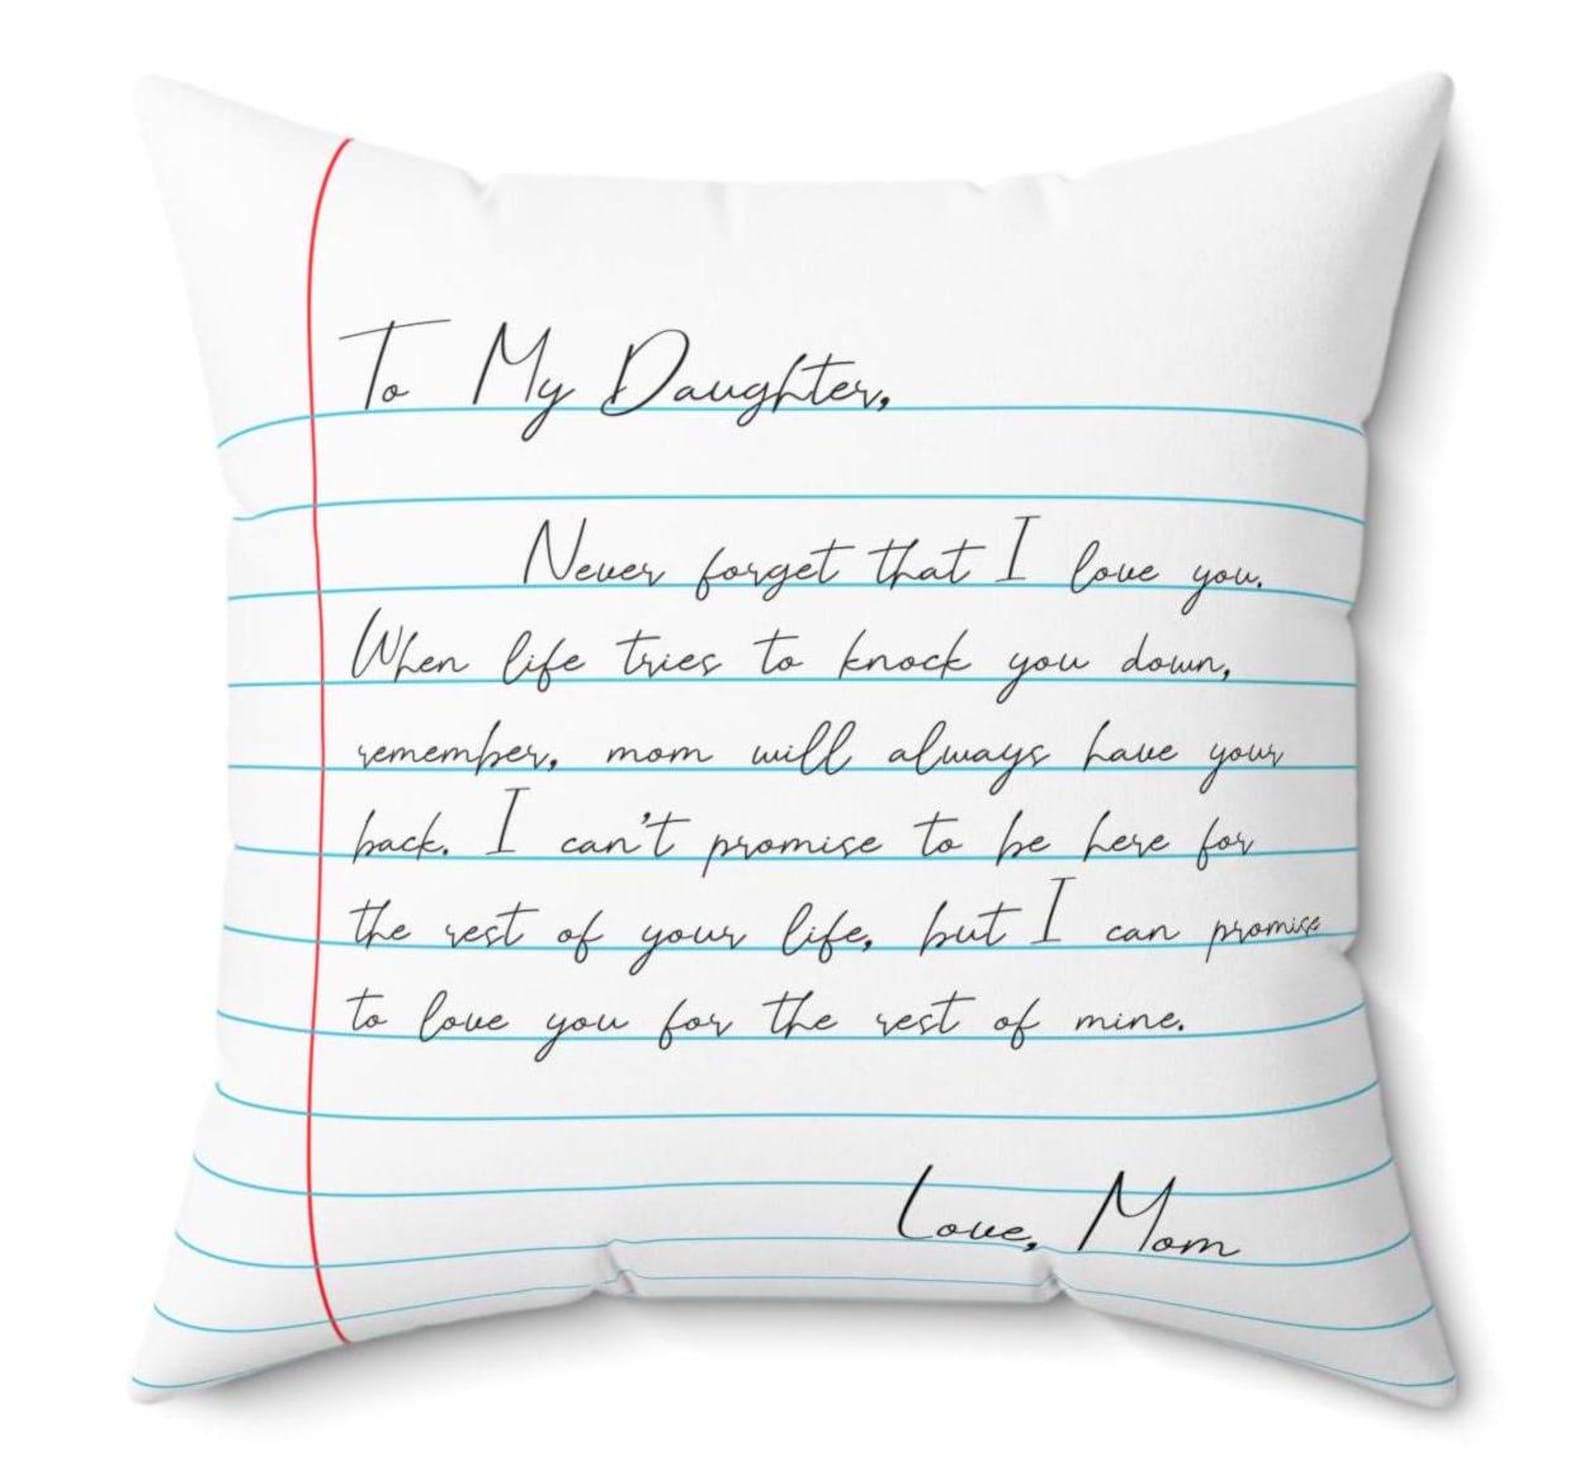 To My Daughter,
Never forget that I love you.
When life tries to knock you down,
remember, mom will always have your
back. I can't promise to be here for
the rest of your life, but I can promise
to love you for the rest of mine.
Love, Mom